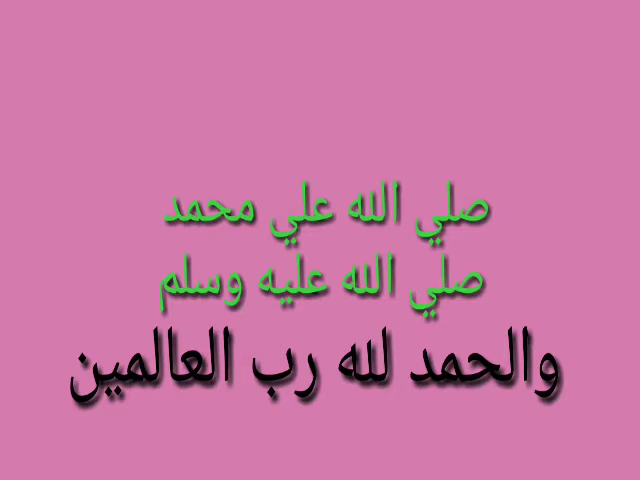 صلي الله علي محمد
صلي الله عليه وسلم
والحمد لله رب العالمين